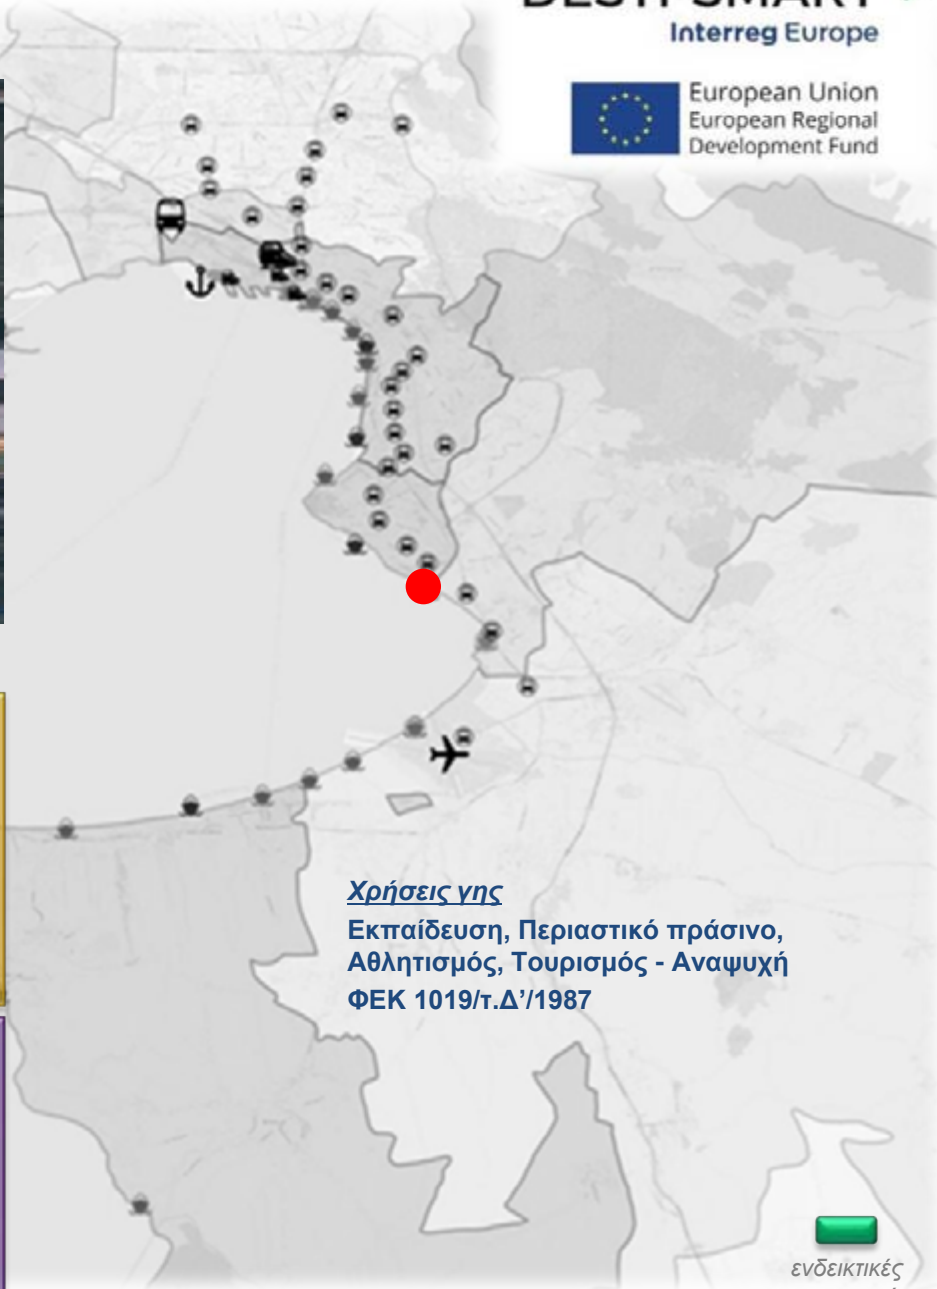 Interreg Europe
European Union
European Regional
Development Fund
Χρήσεις γης
Εκπαίδευση, Περιαστικό πράσινο,
Αθλητισμός, Τουρισμός - Αναψυχή
ΦΕΚ 1019/τ.Δ’/1987
ενδεικτικές